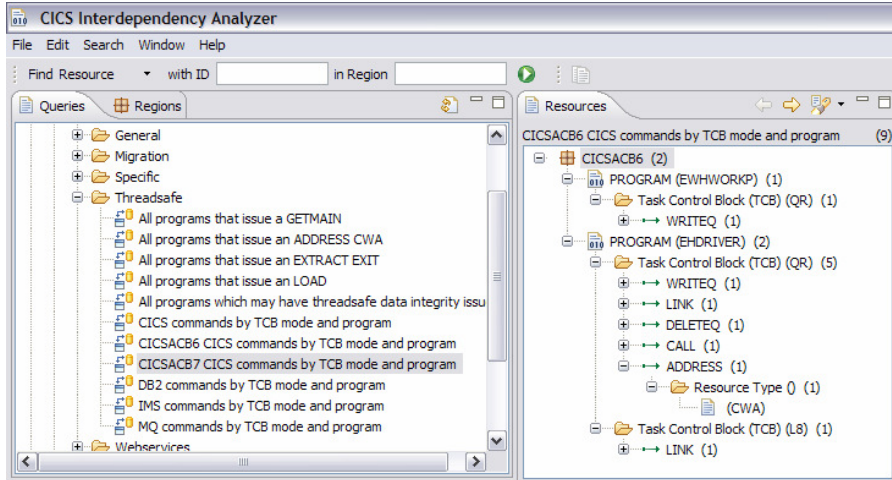 CICS Interdependency Analyzer
File Edit Search Window Help
Find Resource with ID in Region
Queries Regions
General
Migration
Specific
Threadsafe
All programs that issue a GETMAIN
All programs that issue an ADDRESS CWA
All programs that issue an EXTRACT EXIT
All programs that issue an LOAD
All programs which may have threadsafe data integrity issu
CICS commands by TCB mode and program
CICSACB6 CICS commands by TCB mode and program
CICSACB7 CICS commands by TCB mode and program
DB2 commands by TCB mode and program
IMS commands by TCB mode and program
MQ commands by TCB mode and program
Webservices
Resources
CICSACB6 CICS commands by TCB mode and program (9)
CICSACB6 (2)
PROGRAM (EWHWORKP) (1)
Task Control Block (TCB) (QR) (1)
WRITEQ (1)
PROGRAM (EHDRIVER) (2)
Task Control Block (TCB) (QR) (5)
WRITEQ (1)
LINK (1)
DELETEQ (1)
CALL (1)
ADDRESS (1)
Resource Type () (1)
(CWA)
Task Control Block (TCB) (L8) (1)
LINK (1)